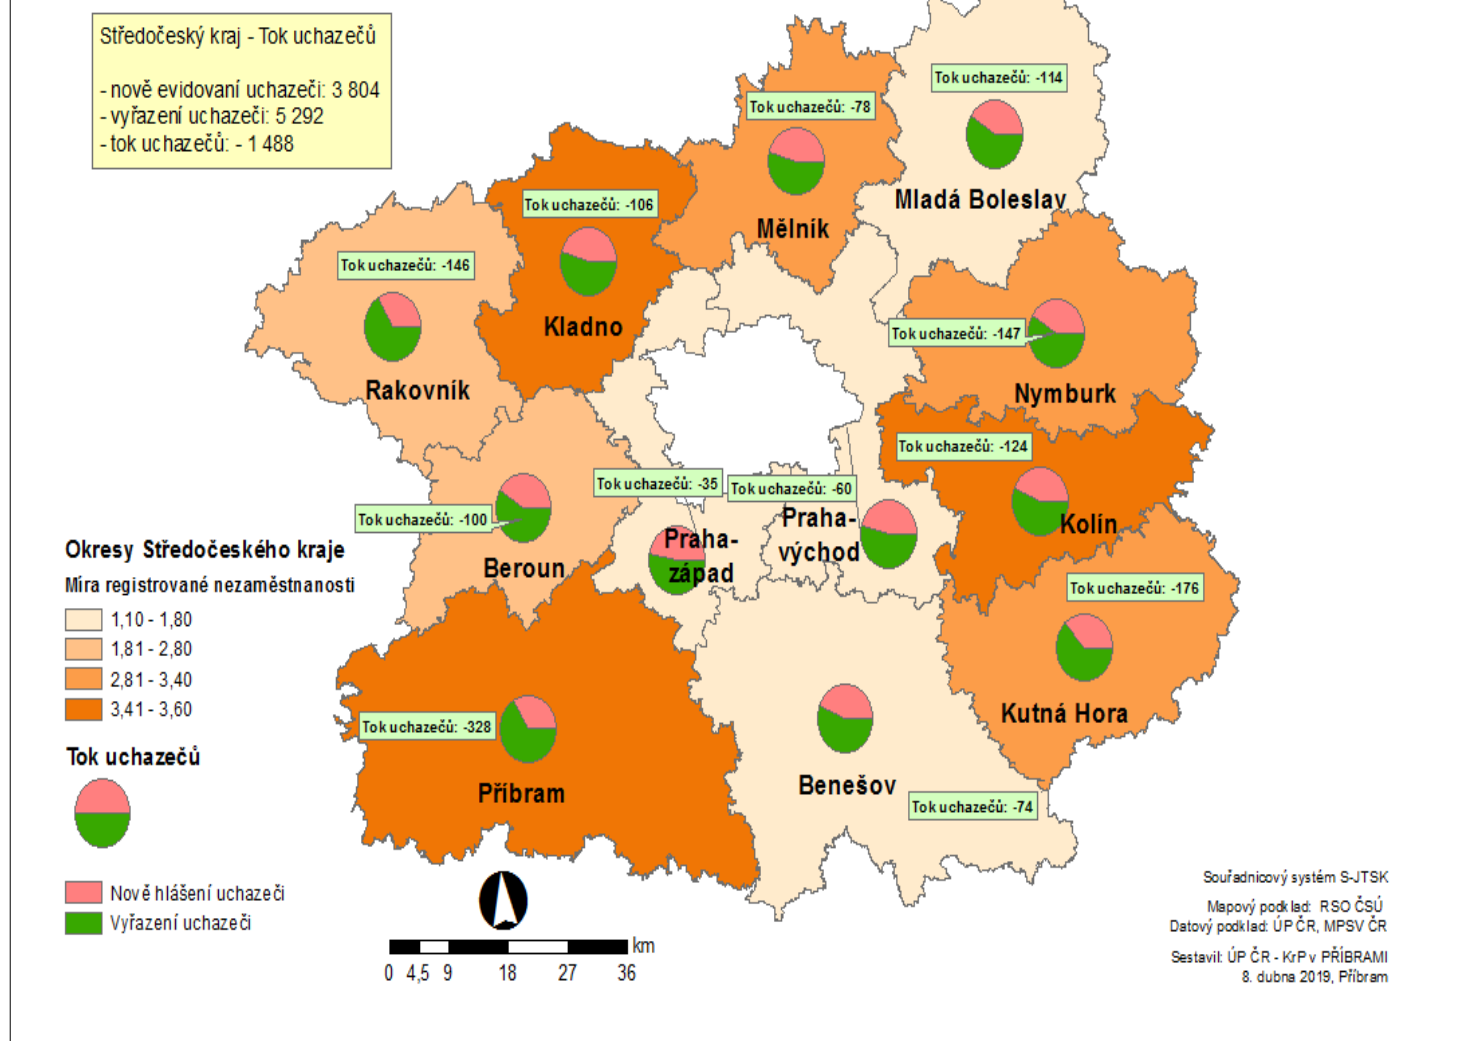 Středočeský kraj - Tok uchazečů
- nově evidovaní uchazeči: 3 804
- vyřazení uchazeči: 5 292
- tok uchazečů: - 1 488
Tok uchazečů: -114
Mladá Boleslav
Tok uchazečů: -78
Mělník
Tok uchazečů: -106
Kladno
Tok uchazečů: -146
Rakovník
Tok uchazečů: -147
Nymburk
Tok uchazečů: -124
Kolín
Tok uchazečů: -35
Praha-
západ
Tok uchazečů: -60
Praha-
východ
Tok uchazečů: -100
Beroun
Tok uchazečů: -176
Kutná Hora
Tok uchazečů: -328
Příbram
Benešov
Tok uchazečů: -74
Okresy Středočeského kraje
Míra registrované nezaměstnanosti
1,10 - 1,80
1,81 - 2,80
2,81 - 3,40
3,41 - 3,60
Tok uchazečů
Nově hlášení uchazeči
Vyřazení uchazeči
km
0 4,5 9 18 27 36
Souřadnicový systém S-JTSK
Mapový podklad: RSO ČSÚ
Datový podklad: ÚP ČR, MPSV ČR
Sestavil: ÚP ČR - KrP v PŘÍBRAMI
8. dubna 2019, Příbram